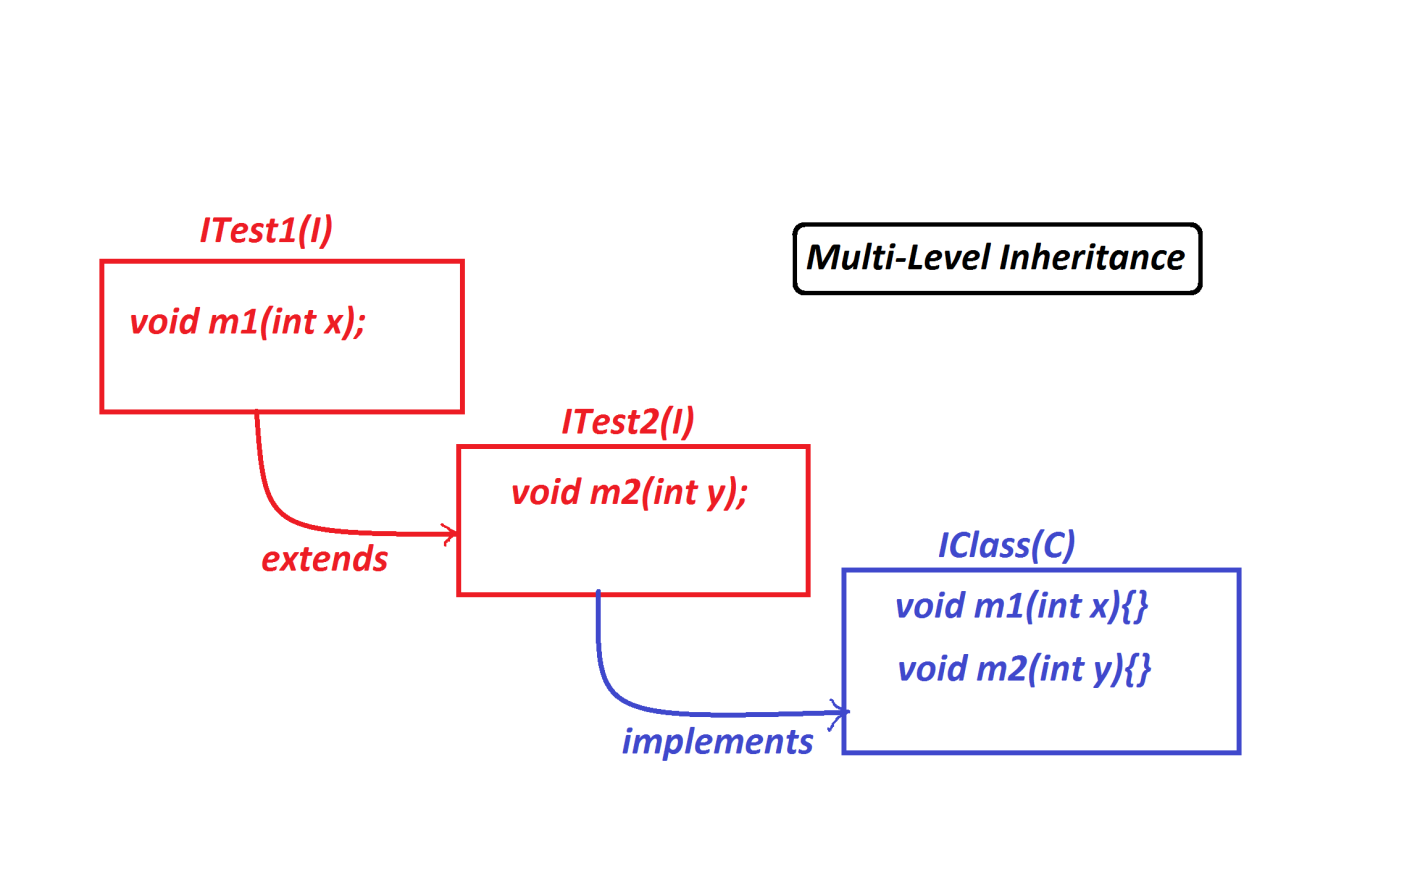 ITest1(I)
Multi-Level Inheritance
void m1(int x);
ITest2(I)
void m2(int y);
extends
IClass(C)
void m1(int x){}
void m2(int y){}
implements